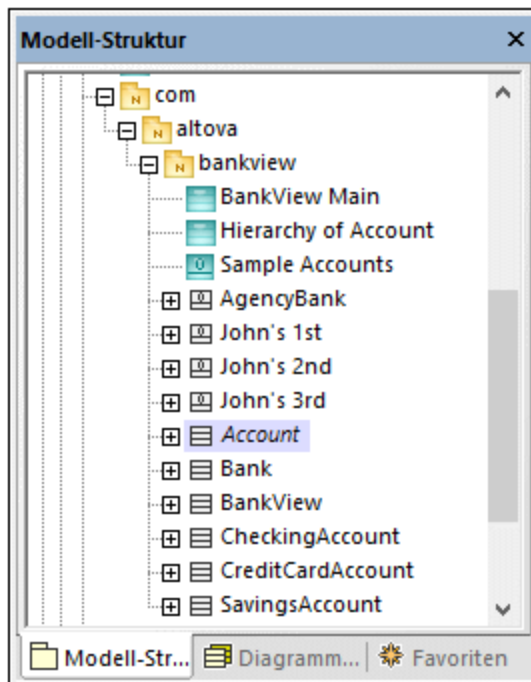 Modell-Struktur
com
altova
bankview
BankView Main
Hierarchy of Account
Sample Accounts
AgencyBank
John's 1st
John's 2nd
John's 3rd
Account
Bank
BankView
CheckingAccount
CreditCardAccount
SavingsAccount
Modell-Str... Diagramm... Favoriten